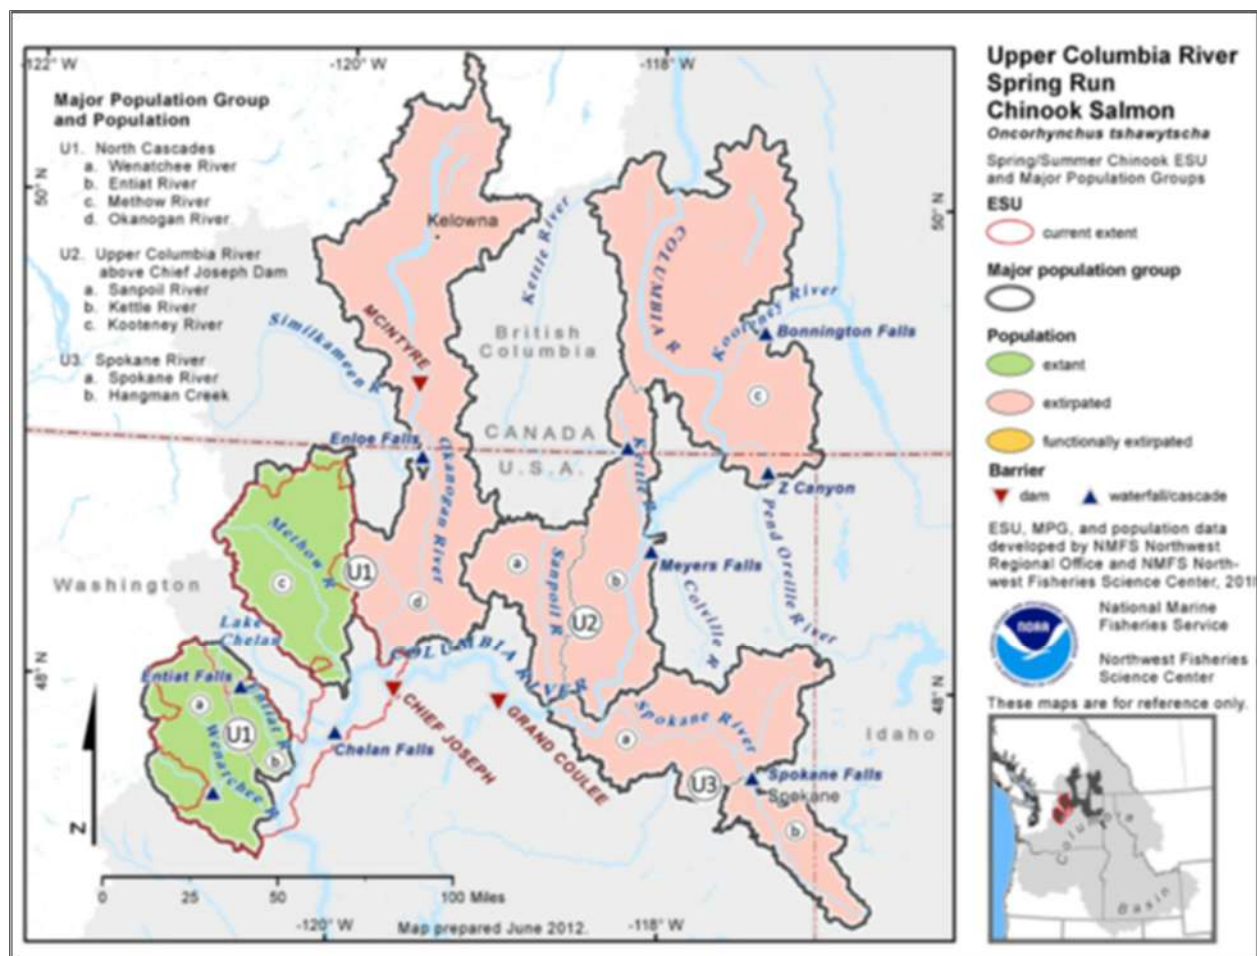 -122° W
-120° W
-118° W
Major Population Group
and Population
U1. North Cascades
a. Wenatchee River
b. Entiat River
c. Methow River
d. Okanogan River
U2. Upper Columbia River
above Chief Joseph Dam
a. Sanpoil River
b. Kettle River
c. Kooteney River
U3. Spokane River
a. Spokane River
b. Hangman Creek
50° N
50° N
Kelowna
Kettle River
COLUMBIA R
Kooteney River
Bonnington Falls
British
Columbia
Similkameen R
MCINTYRE
c
Enloe Falls
CANADA
U.S.A.
Okanogan River
Kettle R
Z Canyon
Pend Oreille River
Methow R
Washington
c
U1
d
a
Sanpoil R
b
U2
Meyers Falls
Colville R
Lake
Chelan
COLUMBIA RIVER
48° N
48° N
Entiat Falls
a
Entiat R
U1
b
Wenatchee R
Chelan Falls
CHIEF JOSEPH
GRAND COULEE
Spokane River
a
U3
Spokane Falls
Spokane
b
Idaho
N
0 25 50 100 Miles
-120° W
Map prepared June 2012.
-118° W
Upper Columbia River
Spring Run
Chinook Salmon
Oncorhynchus tshawytscha
Spring/Summer Chinook ESU
and Major Population Groups
ESU
current extent
Major population group
Population
extant
extirpated
functionally extirpated
Barrier
dam waterfall/cascade
ESU, MPG, and population data
developed by NMFS Northwest
Regional Office and NMFS North-
west Fisheries Science Center,
NOAA
National Marine
Fisheries Service
Northwest Fisheries
Science Center
These maps are for reference only.
Columbia
Basin